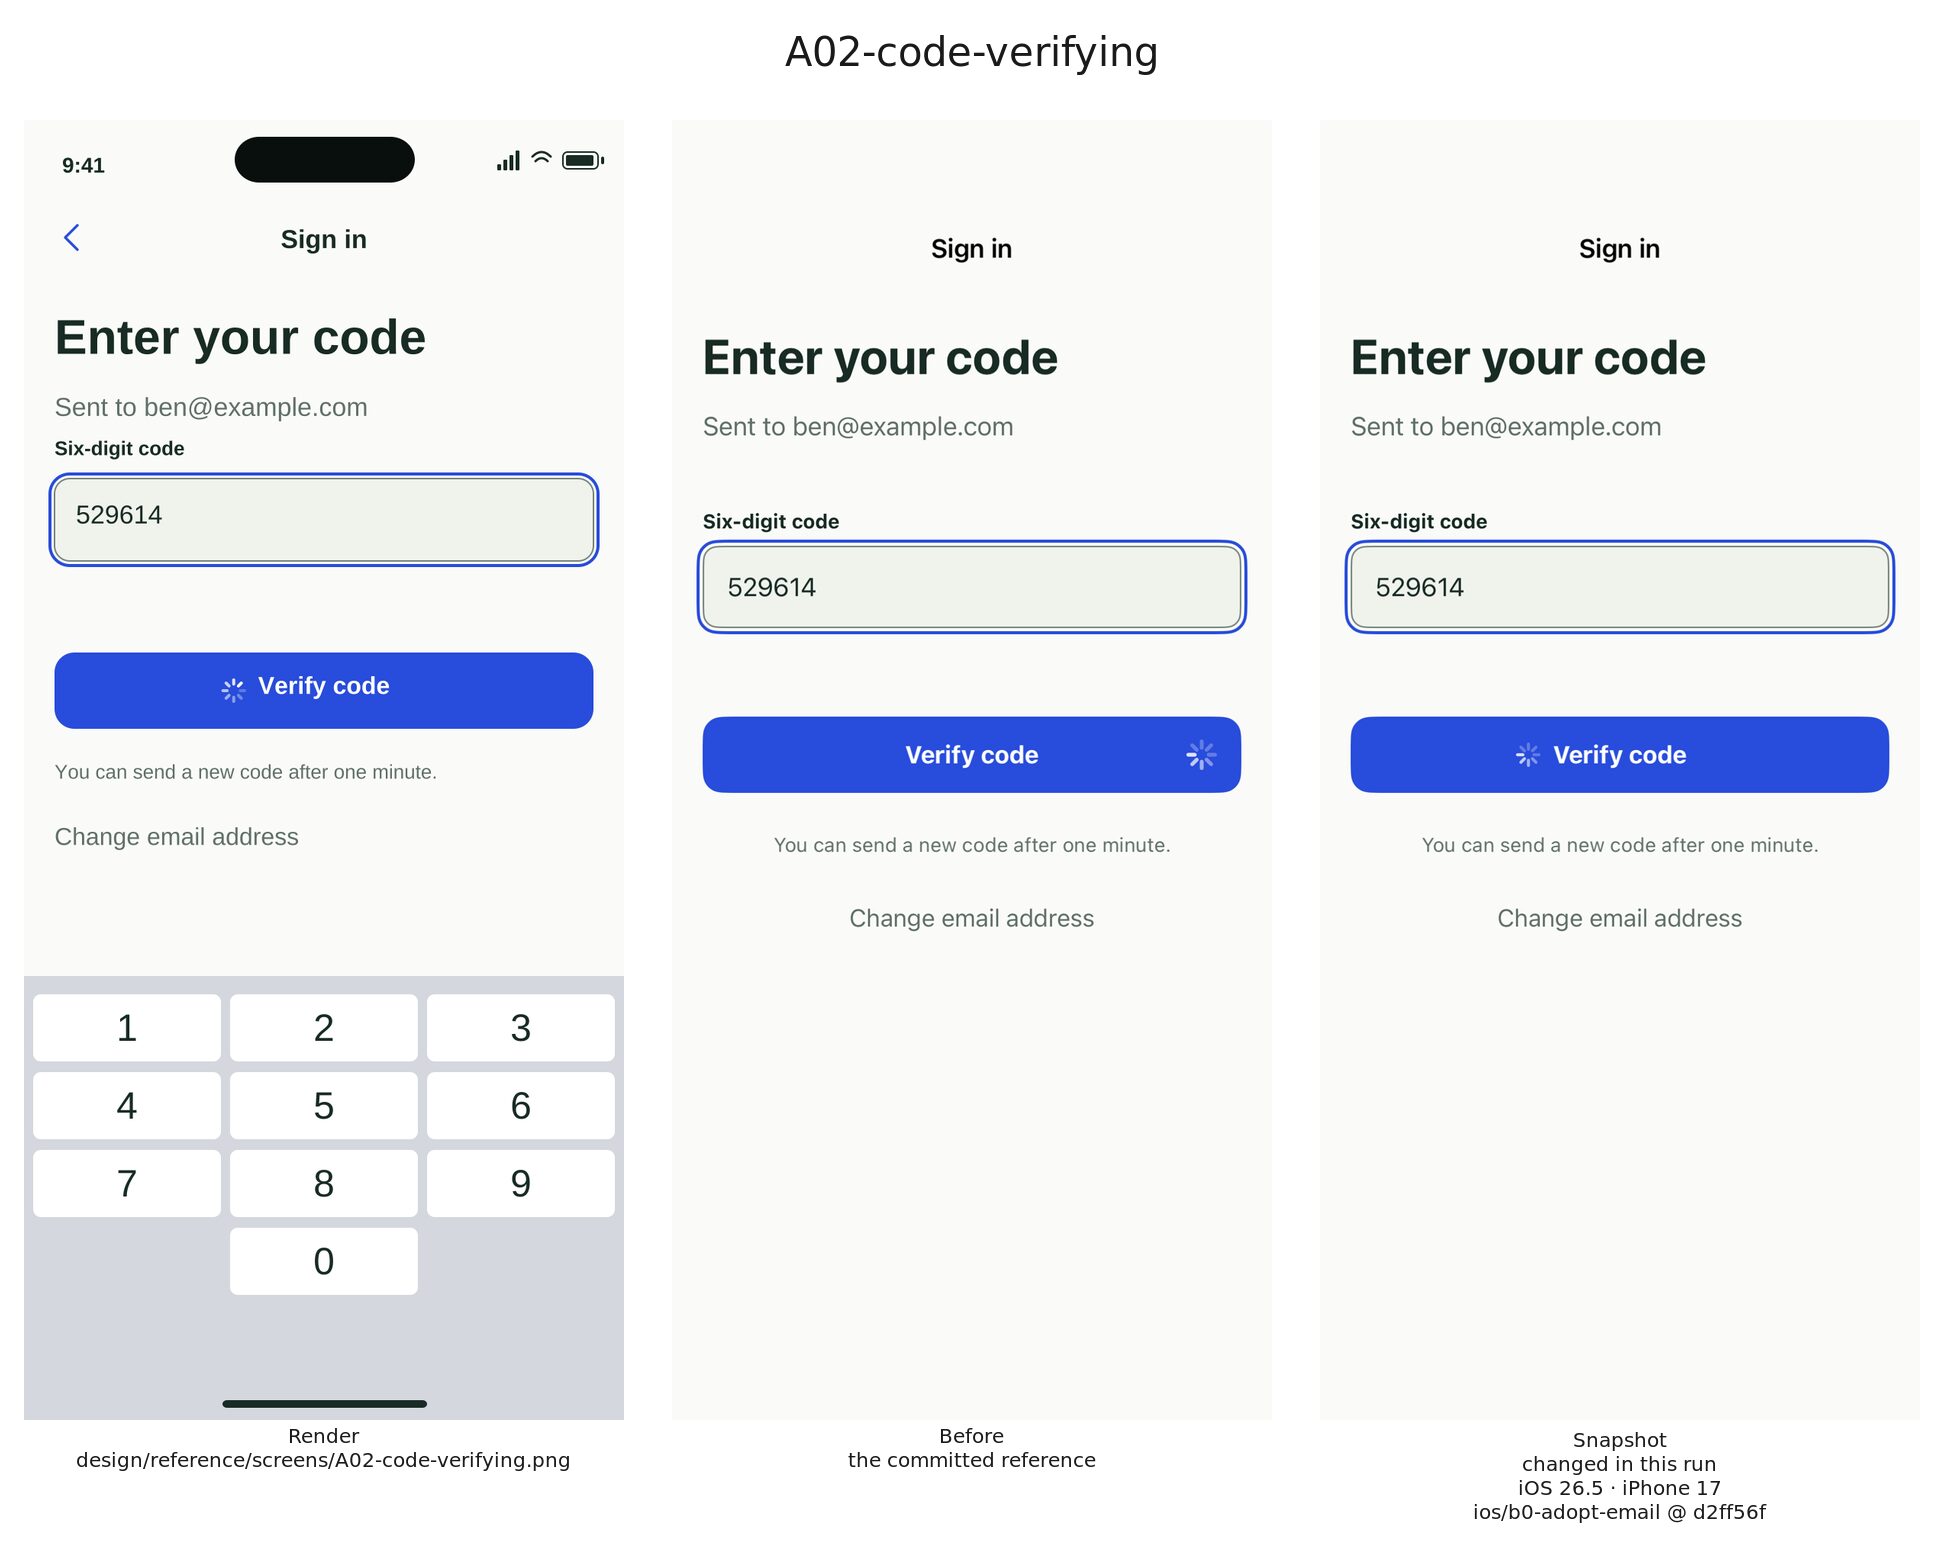 A02-code-verifying
9:41
Sign in
Enter your code
Sent to ben@example.com
Six-digit code
529614
Verify code
You can send a new code after one minute.
Change email address
1 2 3
4 5 6
7 8 9
0
Render
design/reference/screens/A02-code-verifying.png
Sign in
Enter your code
Sent to ben@example.com
Six-digit code
529614
Verify code
You can send a new code after one minute.
Change email address
Before
the committed reference
Sign in
Enter your code
Sent to ben@example.com
Six-digit code
529614
Verify code
You can send a new code after one minute.
Change email address
Snapshot
changed in this run
iOS 26.5 · iPhone 17
ios/b0-adopt-email @ d2ff56f